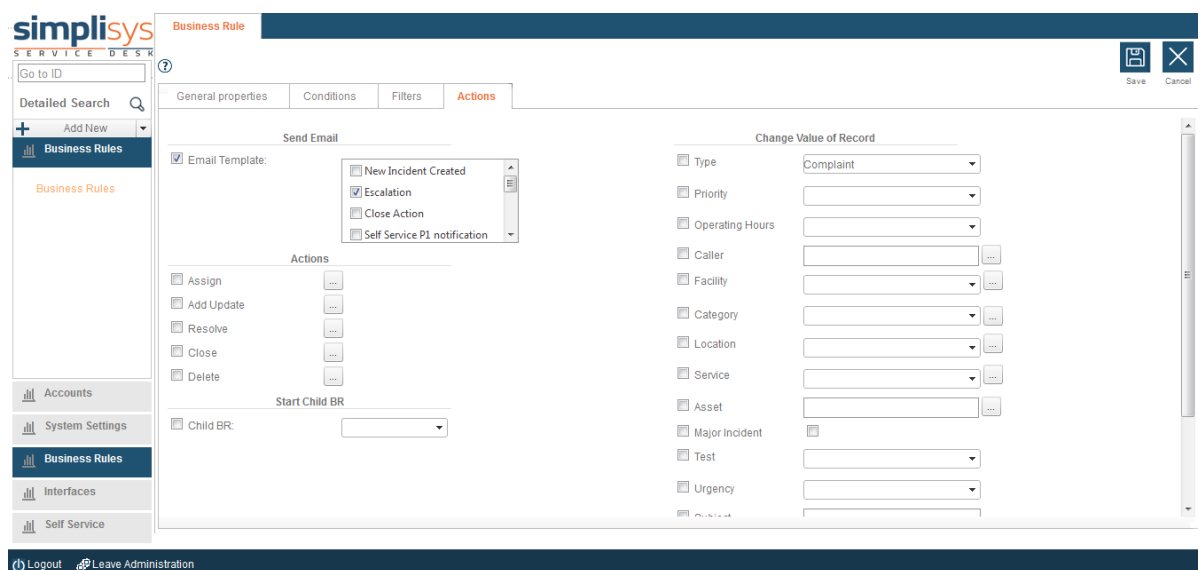 simplisys
SERVICE DESK
Go to ID
Detailed Search
Add New
Business Rules
Business Rules
Accounts
System Settings
Business Rules
Interfaces
Self Service
Business Rule
Save
Cancel
General properties
Conditions
Filters
Actions
Send Email
Email Template:
New Incident Created
Escalation
Close Action
Self Service P1 notification
Actions
Assign
...
Add Update
...
Resolve
...
Close
...
Delete
...
Start Child BR
Child BR:
Change Value of Record
Type
Complaint
Priority
Operating Hours
Caller
...
Facility
...
Category
...
Location
...
Service
...
Asset
...
Major Incident
Test
Urgency
Subject
Logout
Leave Administration